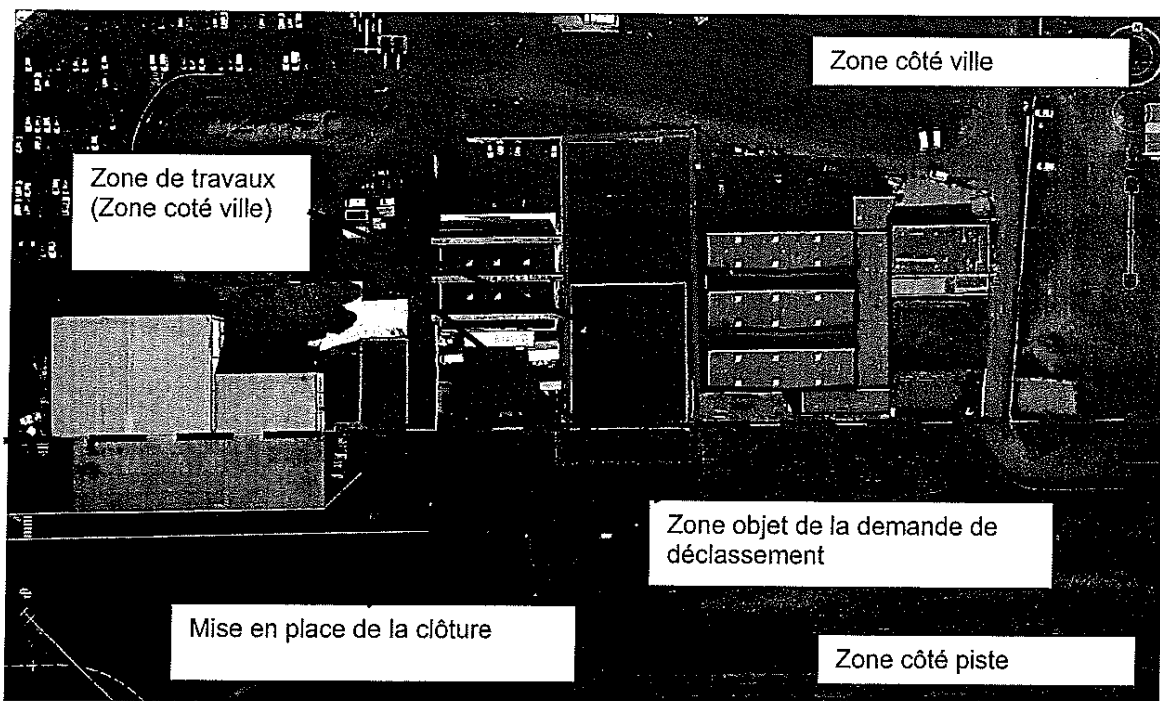 Zone côté ville
Zone de travaux
(Zone coté ville)
Zone objet de la demande de
déclassement
Mise en place de la clôture
Zone côté piste